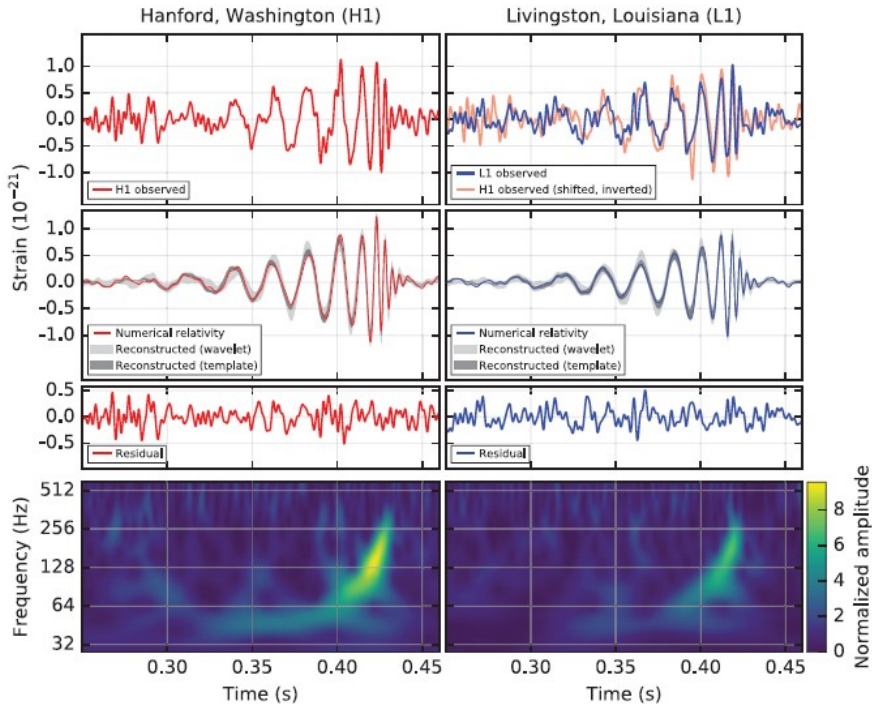 Hanford, Washington (H1)
Livingston, Louisiana (L1)
Strain (10⁻²¹)
1.0
0.5
0.0
-0.5
-1.0
H1 observed
L1 observed
H1 observed (shifted, inverted)
1.0
0.5
0.0
-0.5
-1.0
Numerical relativity
Reconstructed (wavelet)
Reconstructed (template)
Numerical relativity
Reconstructed (wavelet)
Reconstructed (template)
0.5
0.0
-0.5
Residual
Residual
Frequency (Hz)
512
256
128
64
32
Normalized amplitude
8
6
4
2
0
0.30 0.35 0.40 0.45
0.30 0.35 0.40 0.45
Time (s)
Time (s)